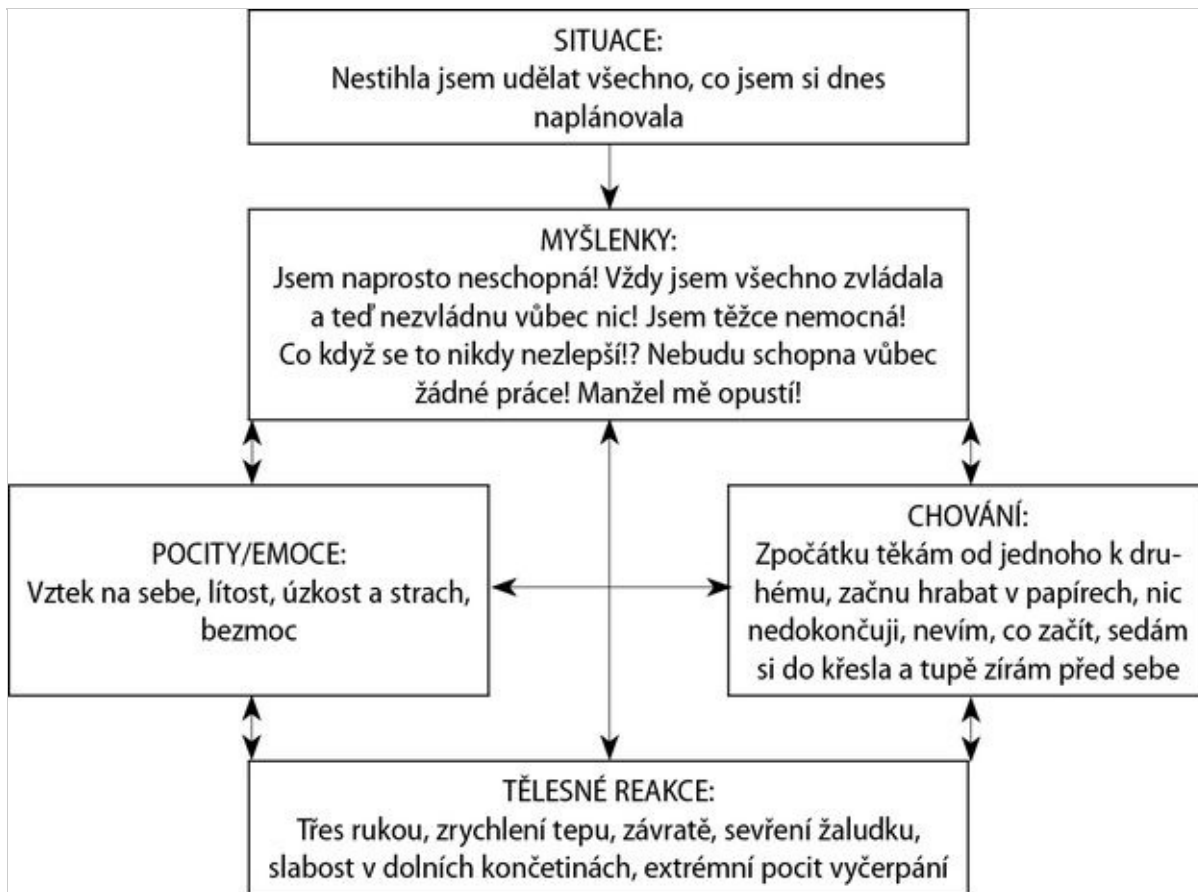 SITUACE:
Nestihla jsem udělat všechno, co jsem si dnes
naplánovala
MYŠLENKY:
Jsem naprosto neschopná! Vždy jsem všechno zvládala
a teď nezvládnu vůbec nic! Jsem těžce nemocná!
Co když se to nikdy nezlepší!? Nebudu schopna vůbec
žádné práce! Manžel mě opustí!
POCITY/EMOCE:
Vztek na sebe, lítost, úzkost a strach,
bezmoc
CHOVÁNÍ:
Zpočátku těkám od jednoho k dru-
hému, začnu hrabat v papírech, nic
nedokončuji, nevím, co začít, sedám
si do křesla a tupě zírám před sebe
TĚLESNÉ REAKCE:
Třes rukou, zrychlení tepu, závratě, sevření žaludku,
slabost v dolních končetinách, extrémní pocit vyčerpání